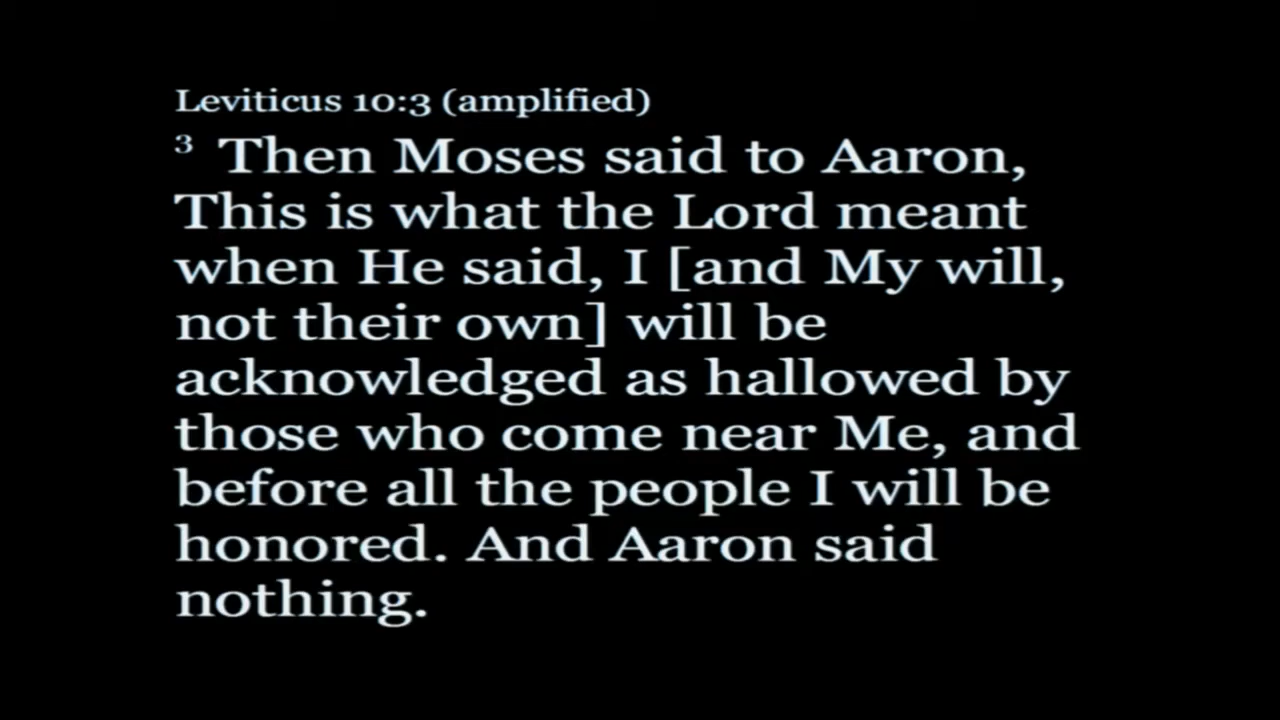 Leviticus 10:3 (amplified)
³ Then Moses said to Aaron,
This is what the Lord meant
when He said, I [and My will,
not their own] will be
acknowledged as hallowed by
those who come near Me, and
before all the people I will be
honored. And Aaron said
nothing.